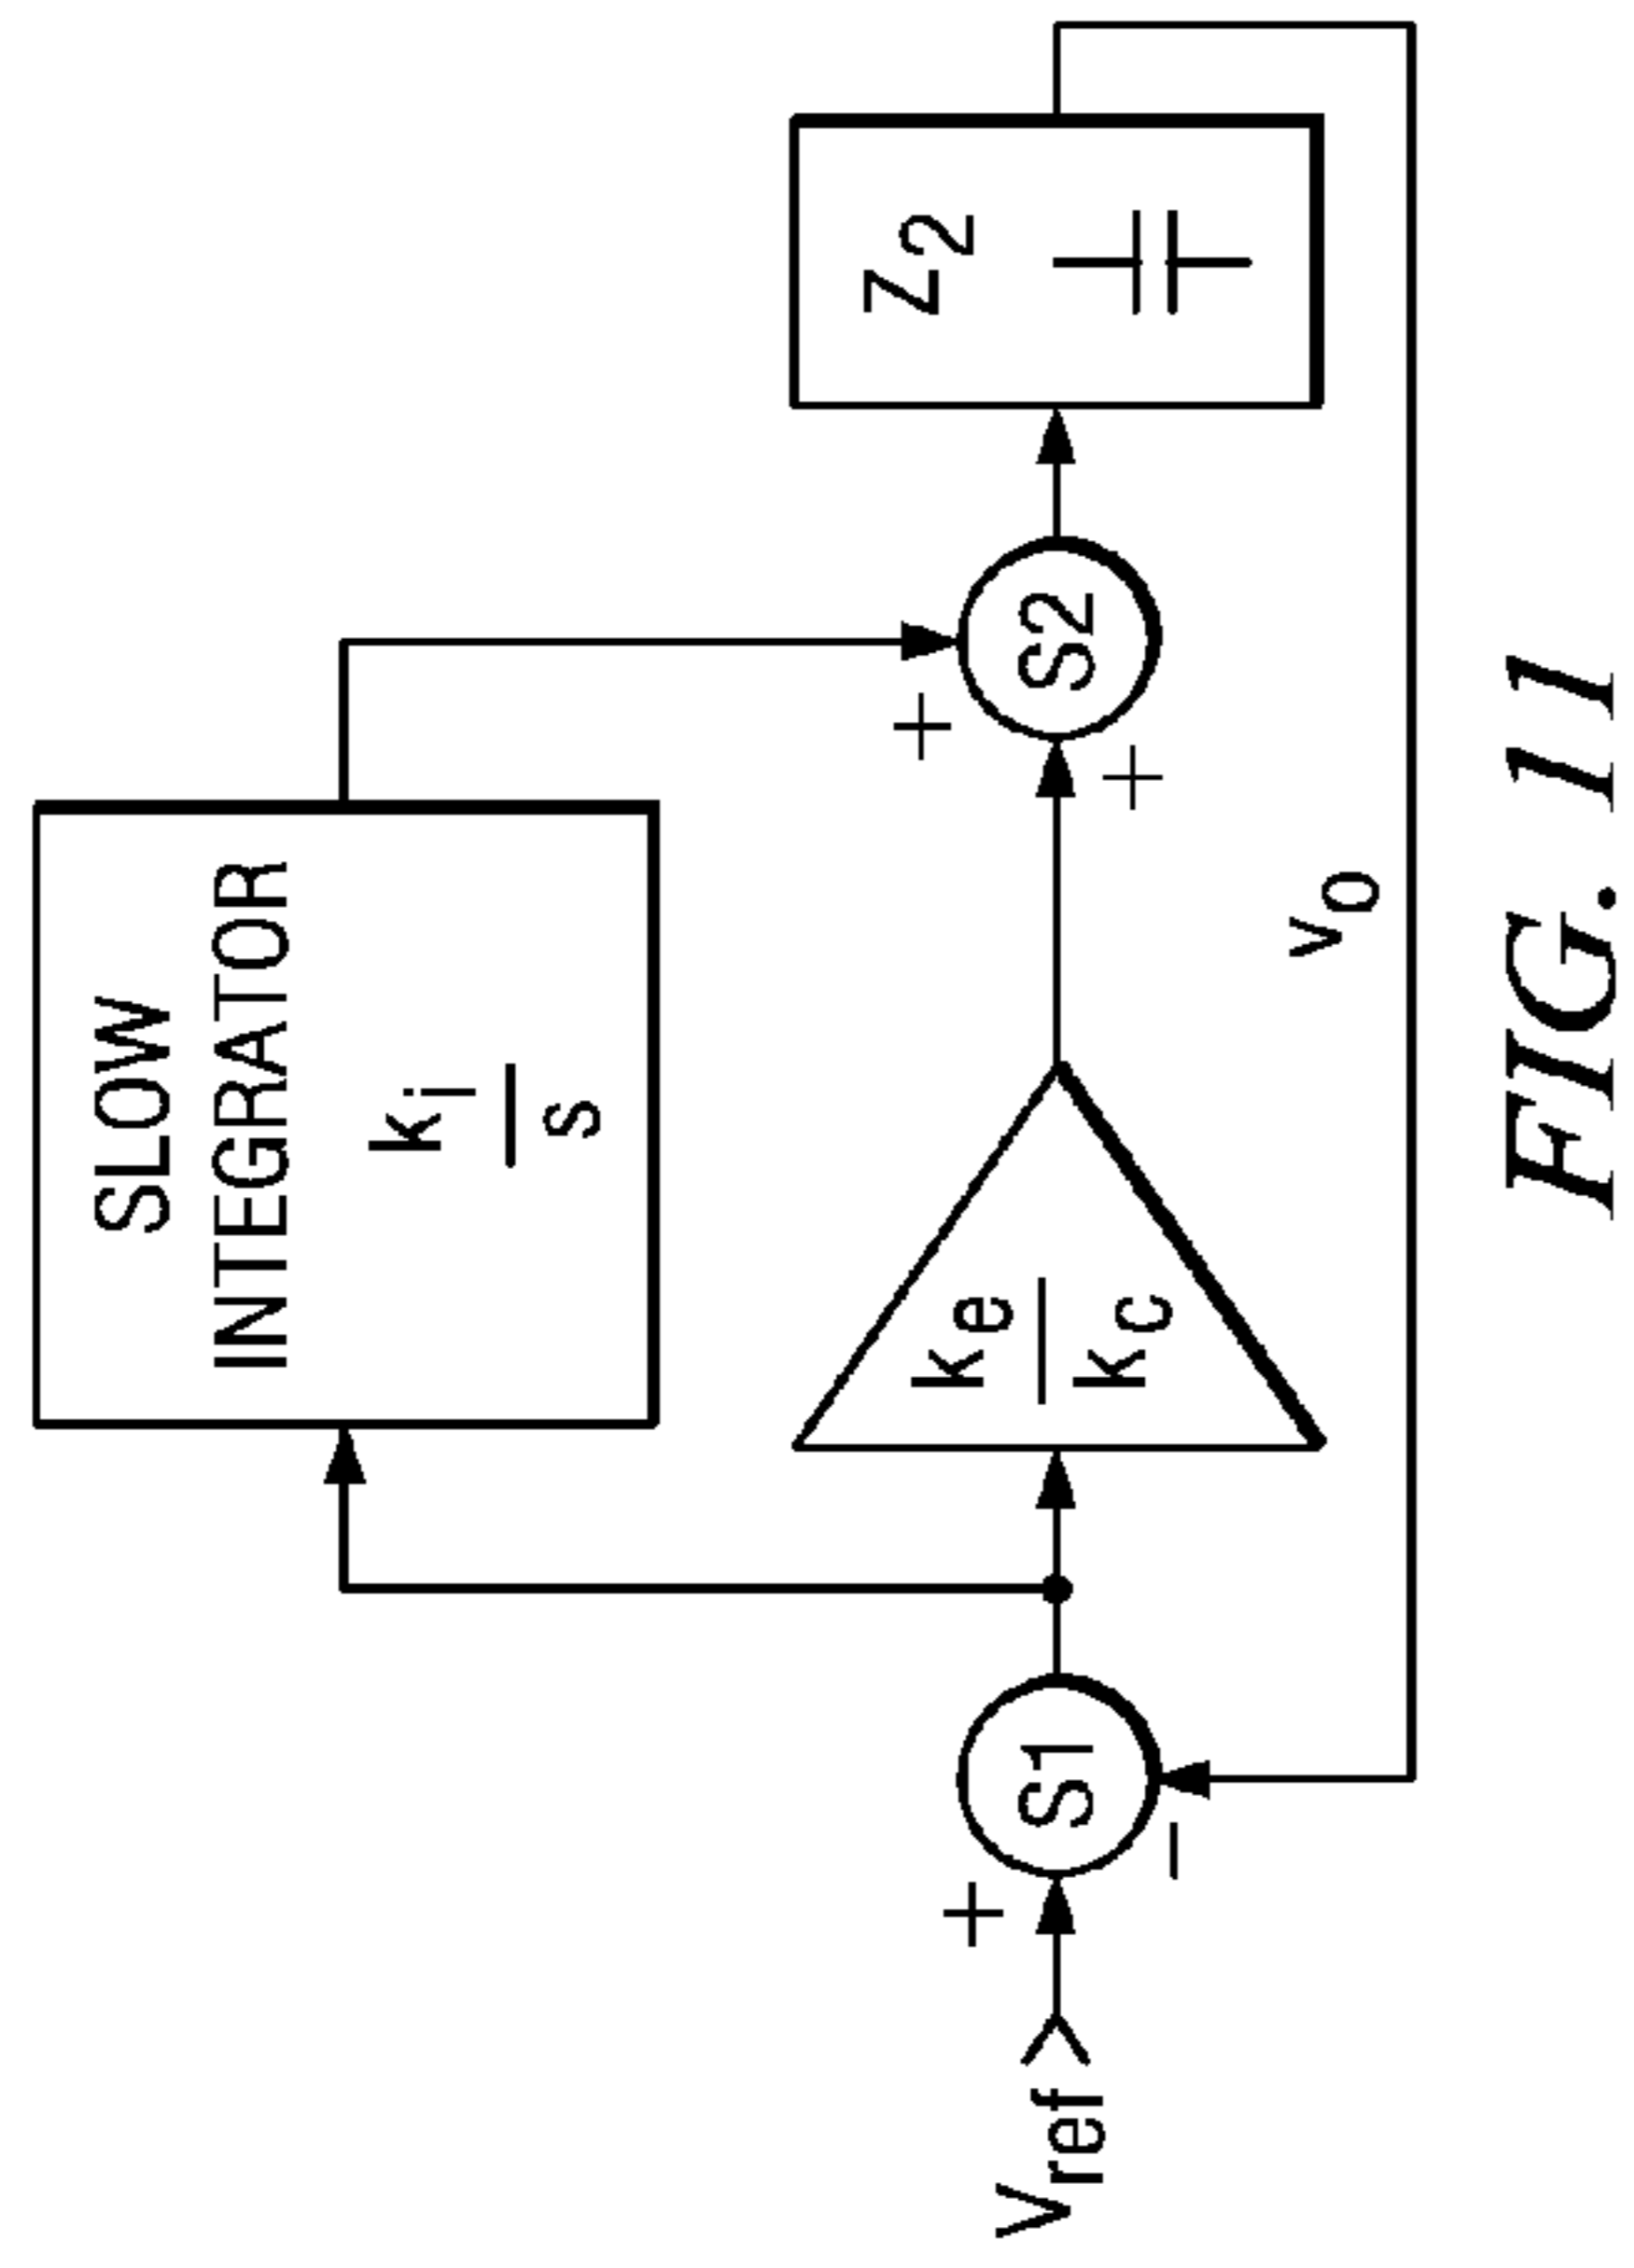 SLOW
INTEGRATOR
ki
s
Vref
+
−
S1
ke
kc
+
+
S2
Z2
vo
FIG. 11